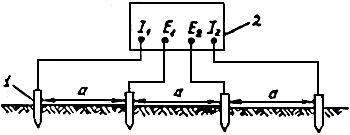 I₁ E₁ E₂ I₂
2
1
a a a